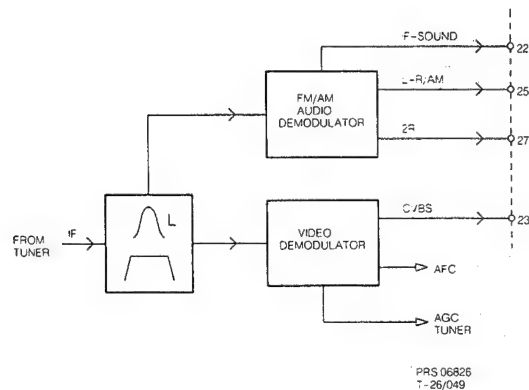 IF-SOUND
22
L-R/AM
25
FM/AM
AUDIO
DEMODULATOR
2R
27
CVBS
23
L
FROM
TUNER
IF
VIDEO
DEMODULATOR
AFC
AGC
TUNER
PRS 06826
T-26/049